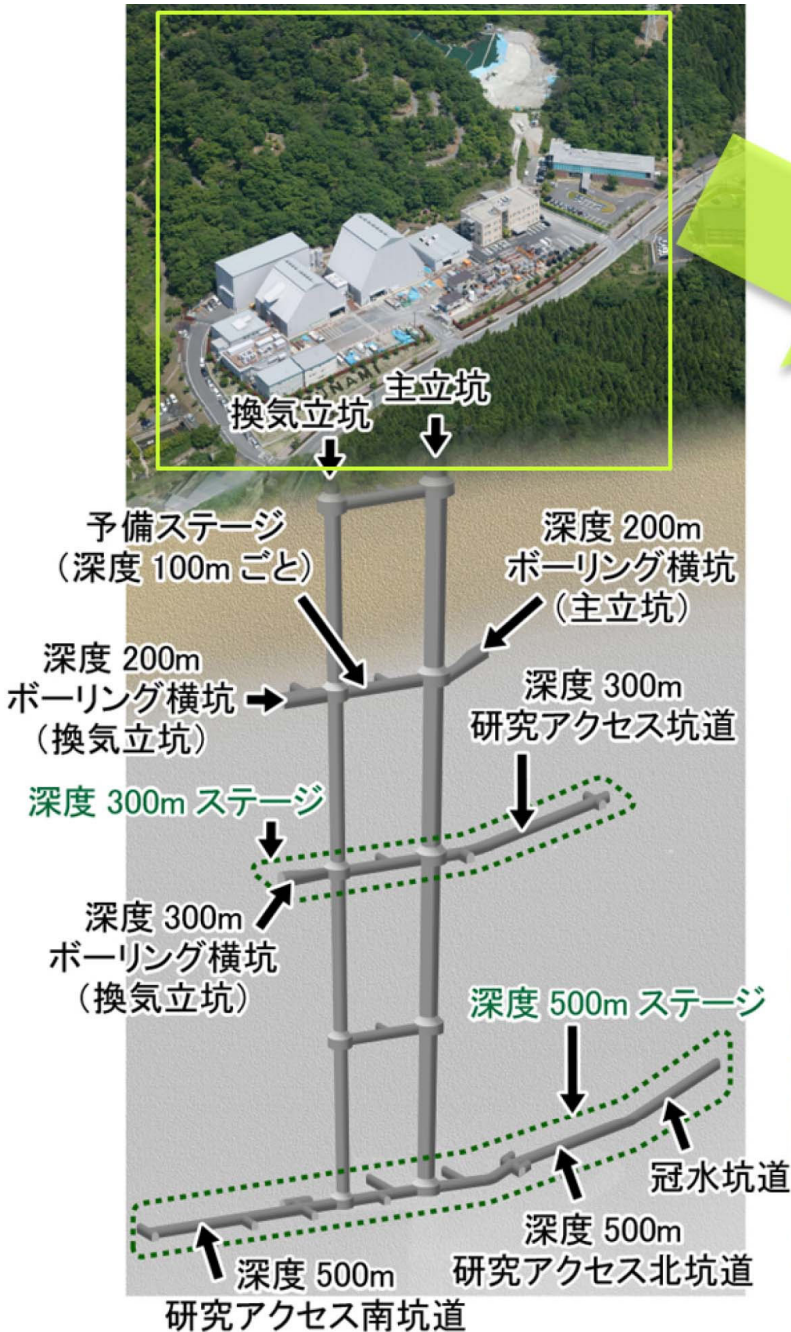 換気立坑
主立坑
予備ステージ
(深度 100m ごと)
深度 200m
ボーリング横坑
(主立坑)
深度 200m
ボーリング横坑
(換気立坑)
深度 300m
研究アクセス坑道
深度 300m ステージ
深度 300m
ボーリング横坑
(換気立坑)
深度 500m ステージ
冠水坑道
深度 500m
研究アクセス北坑道
深度 500m
研究アクセス南坑道